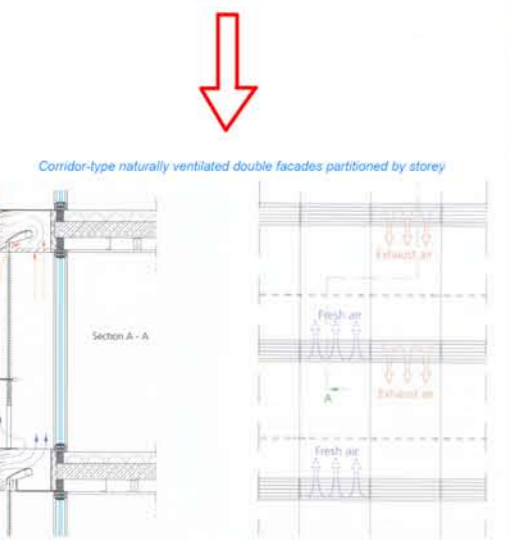 Corridor-type naturally ventilated double facades partitioned by storey
Exhaust air
Fresh air
Section A - A
A
Exhaust air
Fresh air